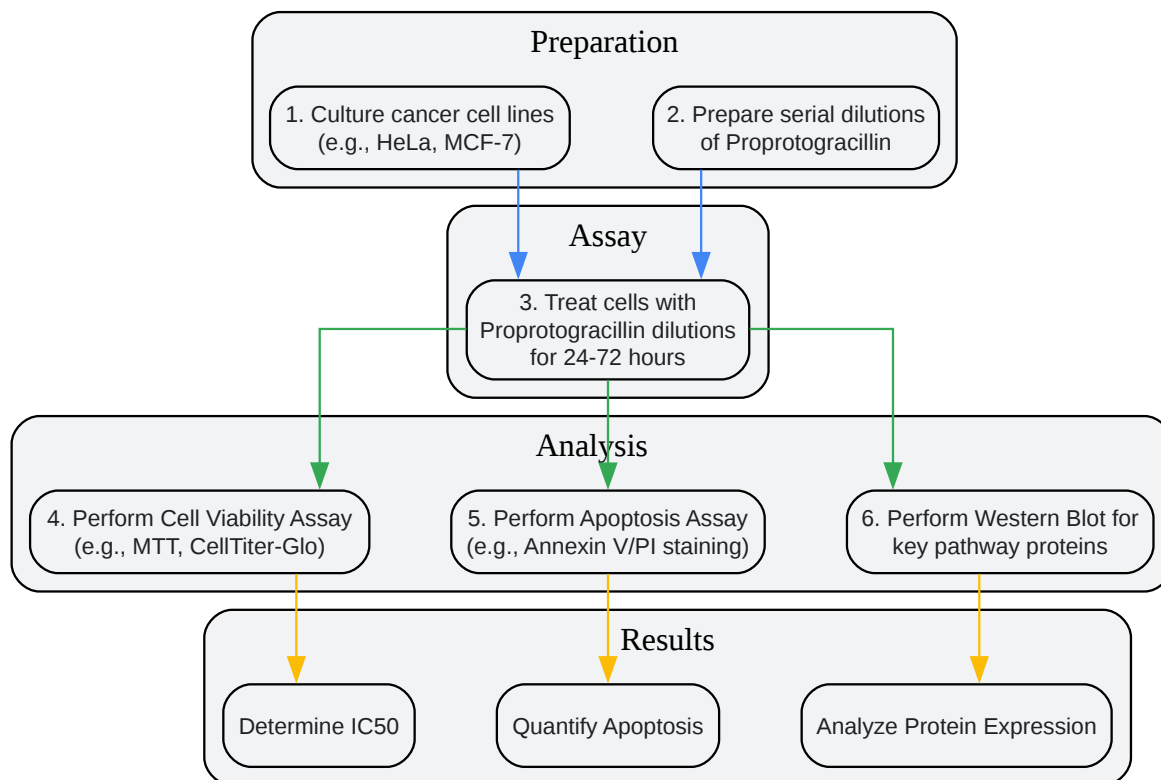 Preparation
1. Culture cancer cell lines
(e.g., HeLa, MCF-7)
2. Prepare serial dilutions
of Proprotogracillin
Assay
3. Treat cells with
Proprotogracillin dilutions
for 24-72 hours
Analysis
4. Perform Cell Viability Assay
(e.g., MTT, CellTiter-Glo)
5. Perform Apoptosis Assay
(e.g., Annexin V/PI staining)
6. Perform Western Blot for
key pathway proteins
Results
Determine IC50
Quantify Apoptosis
Analyze Protein Expression